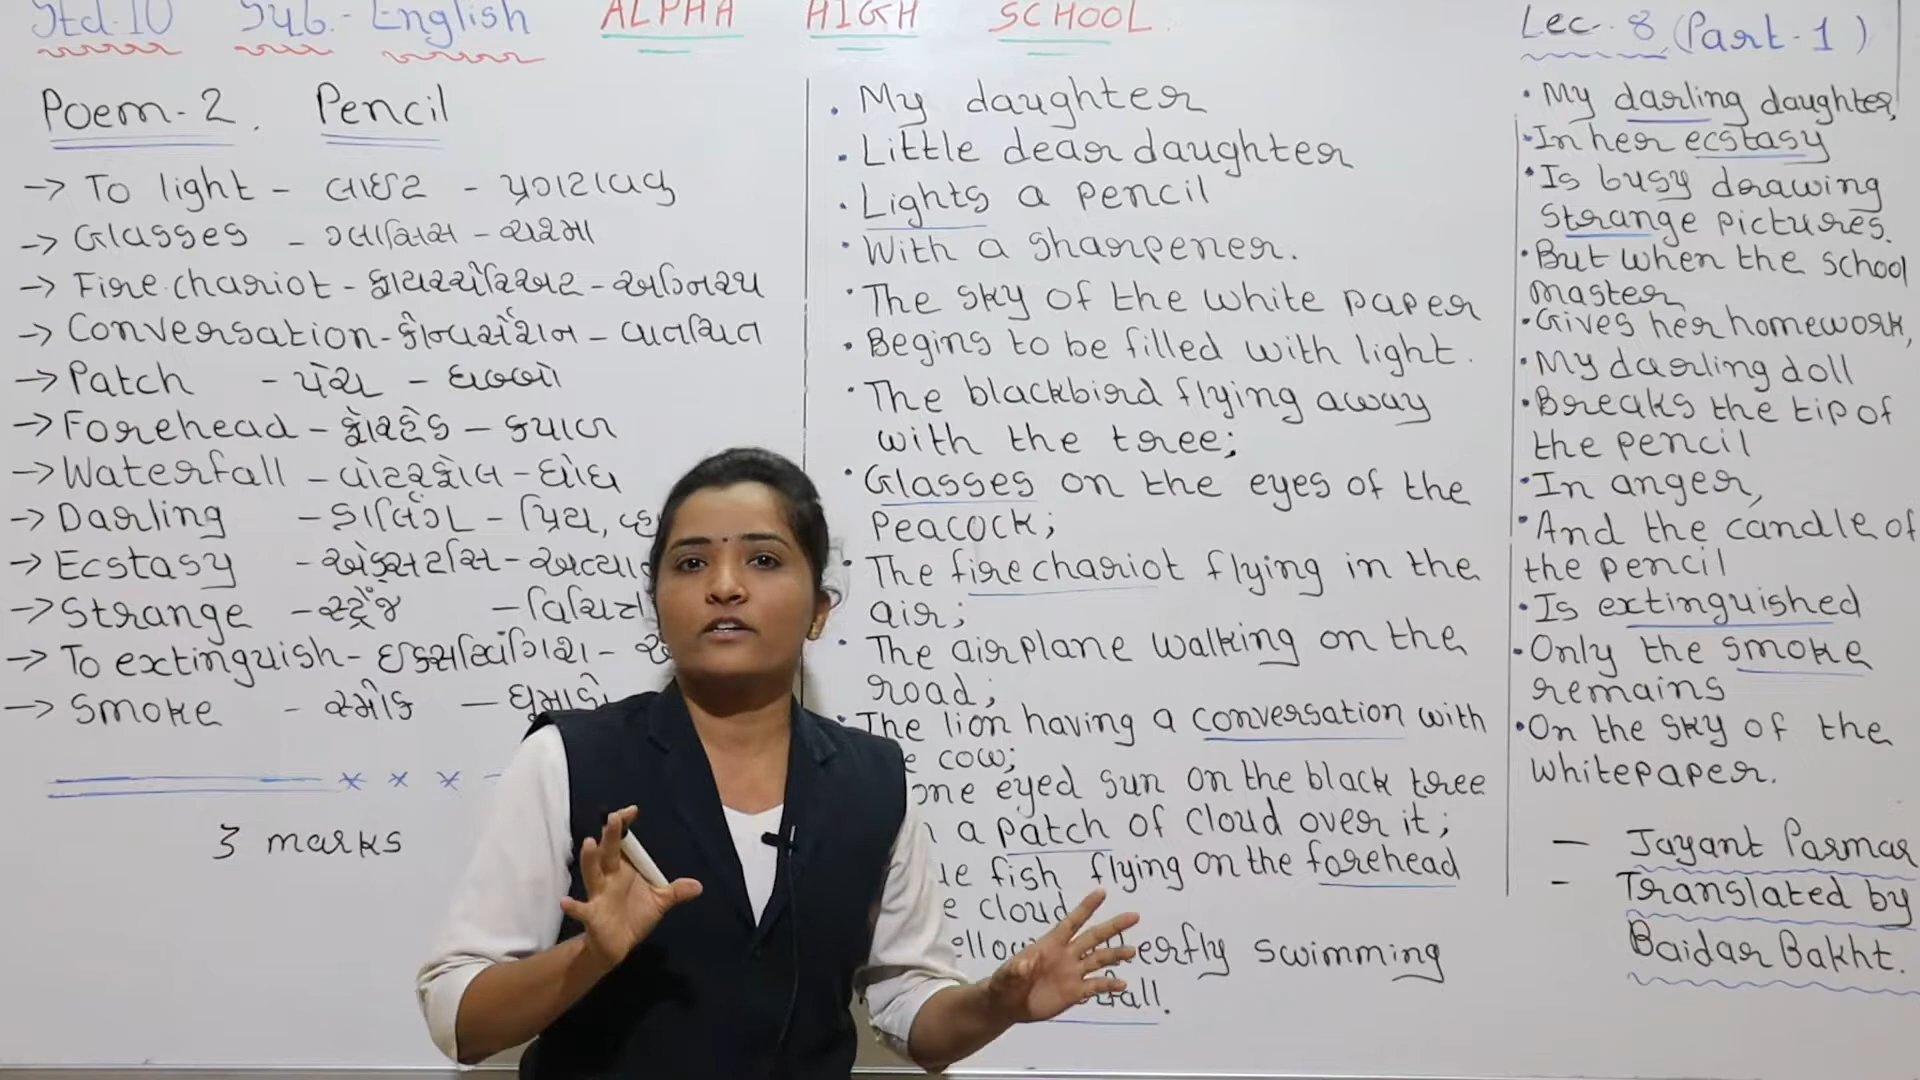 Std.10 Sub.- English ALPHA HIGH SCHOOL. Lec. 8 (Part-1)
Poem-2. Pencil
→ To light - લાઈટ - પ્રગટાવવુ
→ Glasses - ગ્લાસિસ - ચશ્મા
→ Fire chariot - ફાયરચેરિઅટ - અગ્નિરથ
→ Conversation - કોન્વર્સેશન - વાતચિત
→ Patch - પેચ - ધબ્બો
→ Forehead - ફોરહેડ - કપાળ
→ Waterfall - વોટરફોલ - ધોધ
→ Darling - ડાર્લિંગ - પ્રિય,
→ Ecstasy - એક્સટસિ -
→ Strange - સ્ટ્રેંજ -
→ To extinguish -
→ Smoke - સ્મોક - ધૂમાડો
* * *
3 marks
. My daughter
. Little dear daughter
. Lights a pencil
. With a sharpener.
. The sky of the white paper
. Begins to be filled with light.
. The blackbird flying away
with the tree;
. Glasses on the eyes of the
peacock;
. The fire chariot flying in the
air;
. The airplane walking on the
road;
. The lion having a conversation with
cow;
one eyed sun on the black tree
a patch of cloud over it;
fish flying on the forehead
cloud
swimming
. My darling daughter,
. In her ecstasy
. Is busy drawing
strange pictures.
. But when the school
master
. Gives her homework,
. My darling doll
. Breaks the tip of
the pencil
. In anger,
. And the candle of
the pencil
. Is extinguished
. Only the smoke
remains
. On the sky of the
whitepaper.
- Jayant Parmar
- Translated by
Baidar Bakht.